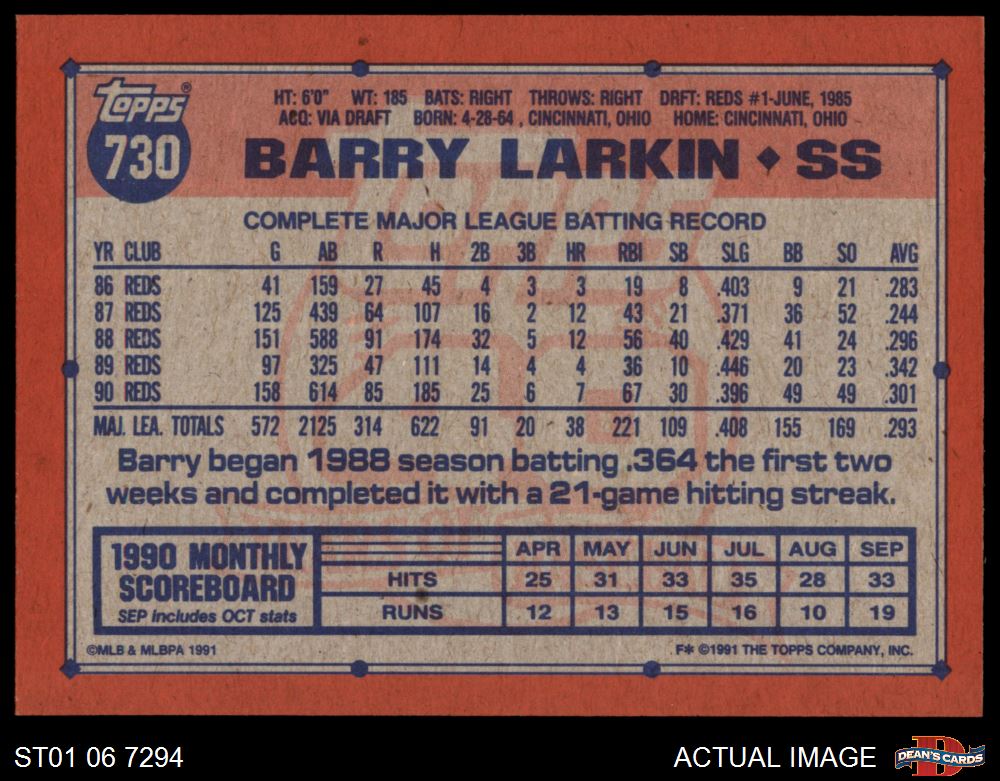 Topps®
730
HT: 6'0" WT: 185 BATS: RIGHT THROWS: RIGHT DRFT: REDS #1-JUNE, 1985
ACQ: VIA DRAFT BORN: 4-28-64 , CINCINNATI, OHIO HOME: CINCINNATI, OHIO
BARRY LARKIN ♦ SS
COMPLETE MAJOR LEAGUE BATTING RECORD
YR CLUB G AB R H 2B 3B HR RBI SB SLG BB SO AVG
86 REDS 41 159 27 45 4 3 3 19 8 .403 9 21 .283
87 REDS 125 439 64 107 16 2 12 43 21 .371 36 52 .244
88 REDS 151 588 91 174 32 5 12 56 40 .429 41 24 .296
89 REDS 97 325 47 111 14 4 4 36 10 .446 20 23 .342
90 REDS 158 614 85 185 25 6 7 67 30 .396 49 49 .301
MAJ. LEA. TOTALS 572 2125 314 622 91 20 38 221 109 .408 155 169 .293
Barry began 1988 season batting .364 the first two
weeks and completed it with a 21-game hitting streak.
1990 MONTHLY
SCOREBOARD
SEP includes OCT stats
APR MAY JUN JUL AUG SEP
HITS 25 31 33 35 28 33
RUNS 12 13 15 16 10 19
©MLB & MLBPA 1991
F* ©1991 THE TOPPS COMPANY, INC.
ST01 06 7294
ACTUAL IMAGE
D
DEAN'S CARDS